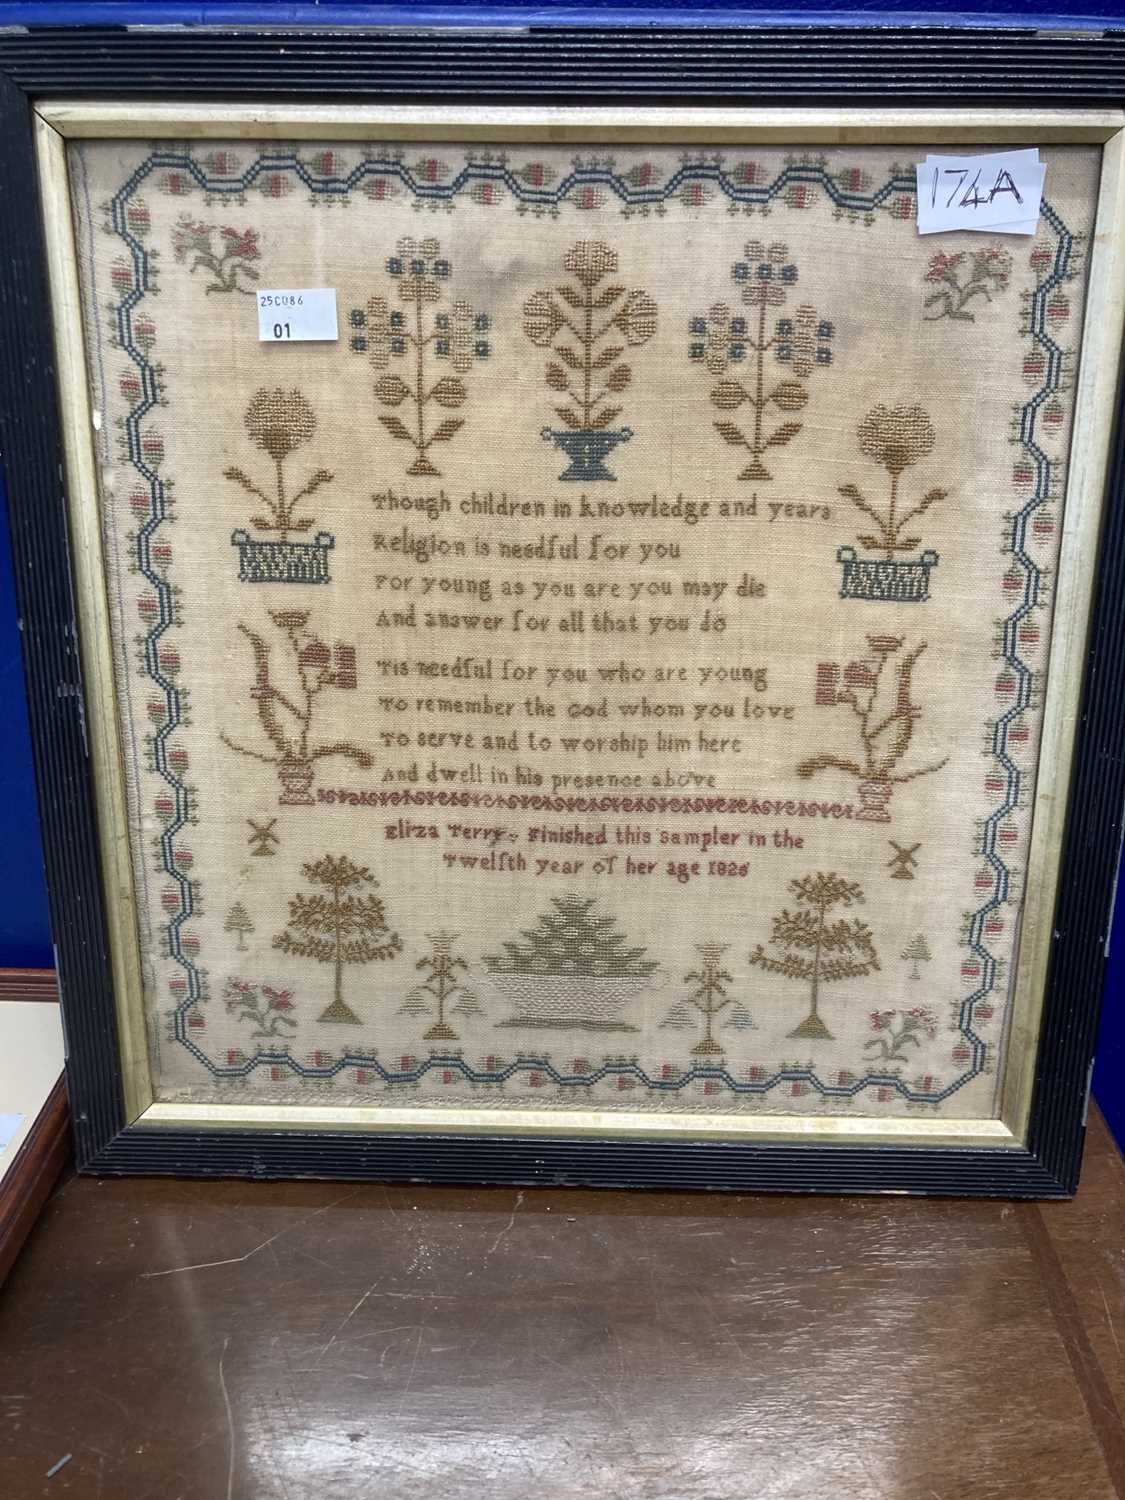 174A
25C086
01
Though children in knowledge and years
Religion is needful for you
For young as you are you may die
And answer for all that you do
Tis needful for you who are young
To remember the God whom you love
To serve and to worship him here
And dwell in his presence above
Eliza Terry Finished this Sampler in the
Twelfth year of her age 1826